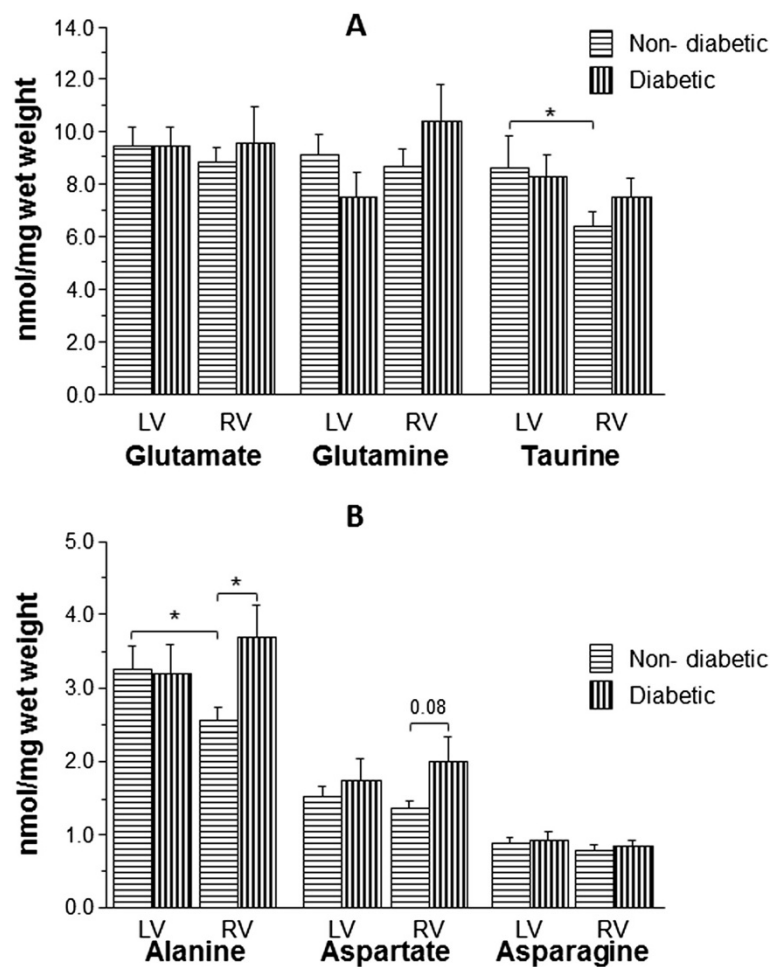 A
nmol/mg wet weight
14.0
12.0
10.0
8.0
6.0
4.0
2.0
0.0
Non- diabetic
Diabetic
*
LV RV LV RV LV RV
Glutamate Glutamine Taurine
B
nmol/mg wet weight
5.0
4.0
3.0
2.0
1.0
0.0
Non- diabetic
Diabetic
*
*
0.08
LV RV LV RV LV RV
Alanine Aspartate Asparagine